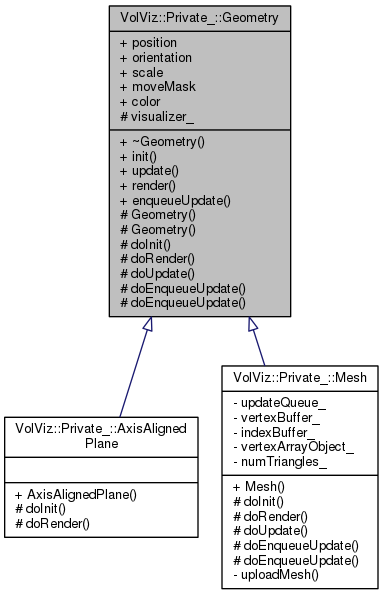 VolViz::Private_::Geometry
+ position
+ orientation
+ scale
+ moveMask
+ color
# visualizer_
+ ~Geometry()
+ init()
+ update()
+ render()
+ enqueueUpdate()
# Geometry()
# Geometry()
# doInit()
# doRender()
# doUpdate()
# doEnqueueUpdate()
# doEnqueueUpdate()
VolViz::Private_::AxisAligned
Plane
+ AxisAlignedPlane()
# doInit()
# doRender()
VolViz::Private_::Mesh
- updateQueue_
- vertexBuffer_
- indexBuffer_
- vertexArrayObject_
- numTriangles_
+ Mesh()
# doInit()
# doRender()
# doUpdate()
# doEnqueueUpdate()
# doEnqueueUpdate()
- uploadMesh()